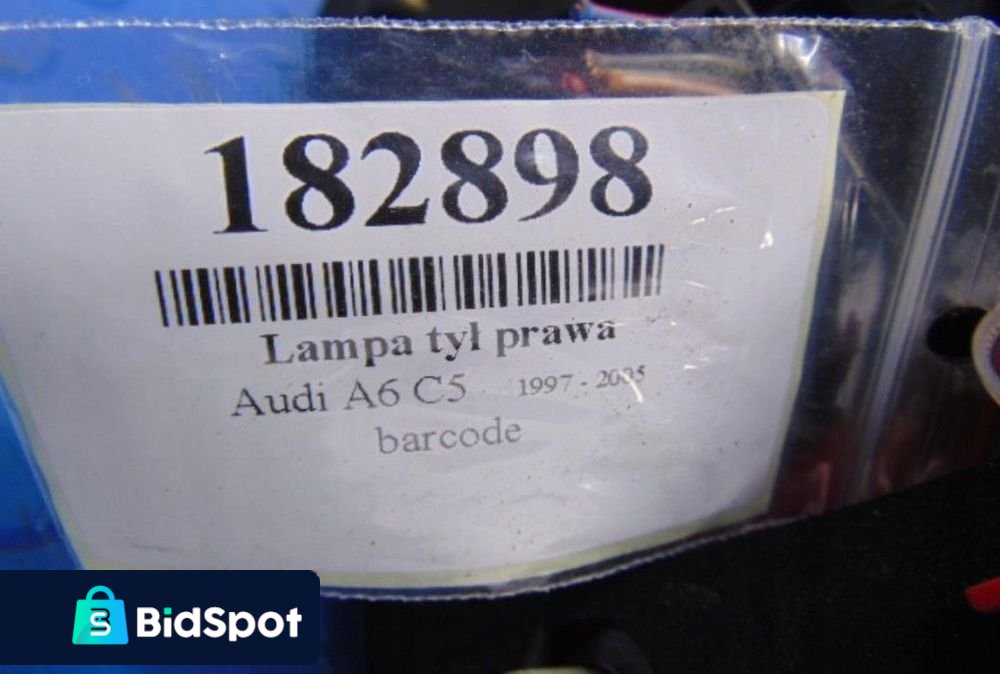 182898
Lampa tył prawa
Audi A6 C5 1997 - 2005
barcode
BidSpot